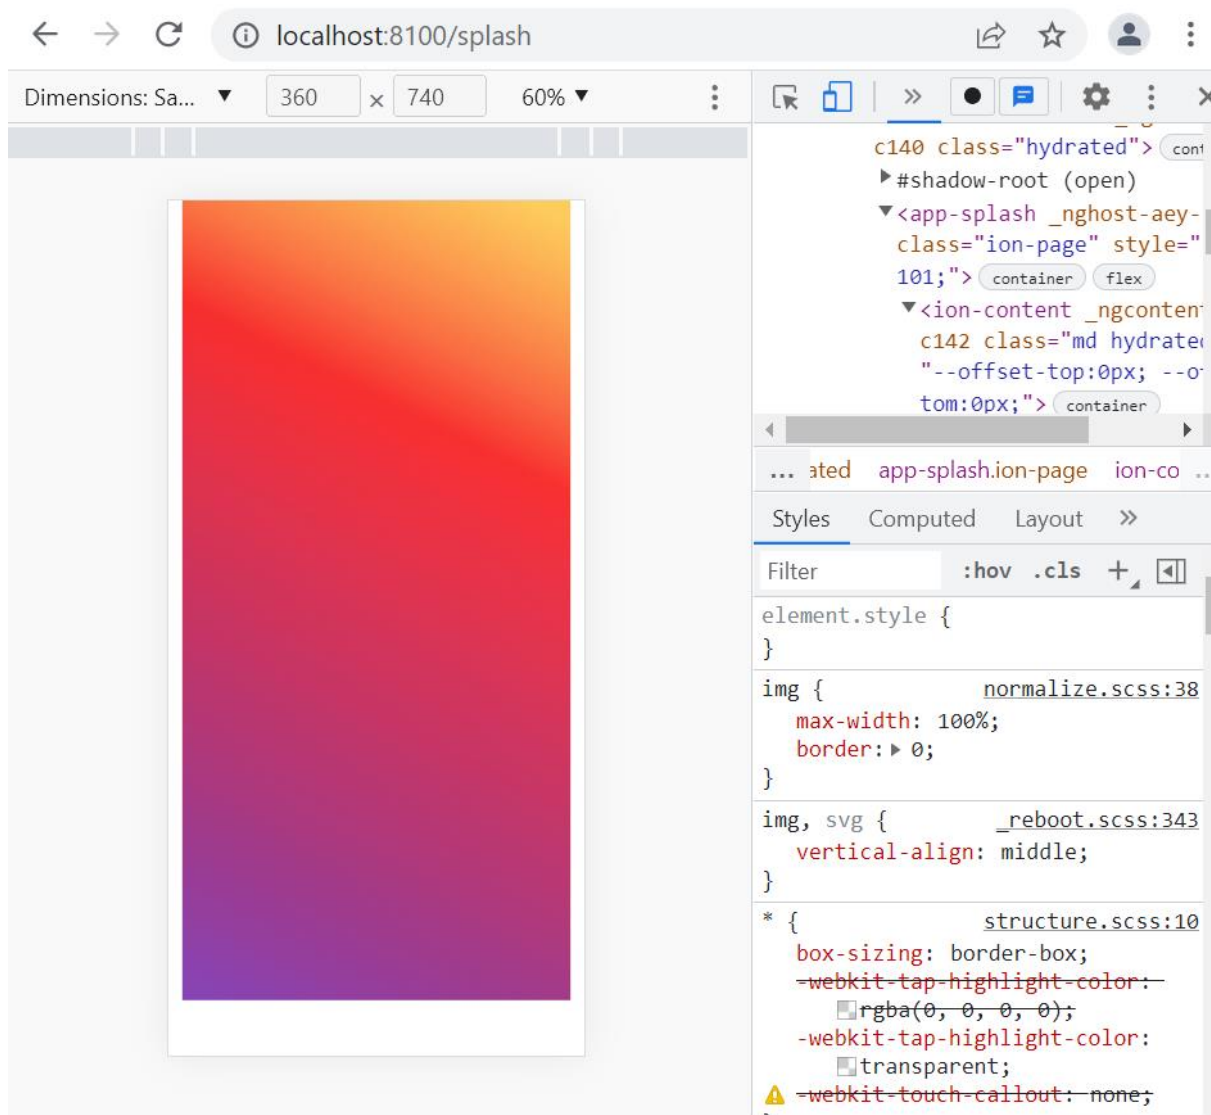 localhost:8100/splash
Dimensions: Sa... ▼ 360 × 740 60% ▼
c140 class="hydrated"> cont
▶ #shadow-root (open)
▼ <app-splash _nghost-aey-
class="ion-page" style="
101;"> container flex
▼ <ion-content _ngconten
c142 class="md hydrate
"--offset-top:0px; --o
tom:0px;"> container
... ated app-splash.ion-page ion-co ..
Styles Computed Layout »
Filter :hov .cls +
element.style {
}
img { normalize.scss:38
max-width: 100%;
border: ▶ 0;
}
img, svg { _reboot.scss:343
vertical-align: middle;
}
* { structure.scss:10
box-sizing: border-box;
-webkit-tap-highlight-color:
rgba(0, 0, 0, 0);
-webkit-tap-highlight-color:
transparent;
-webkit-touch-callout: none;